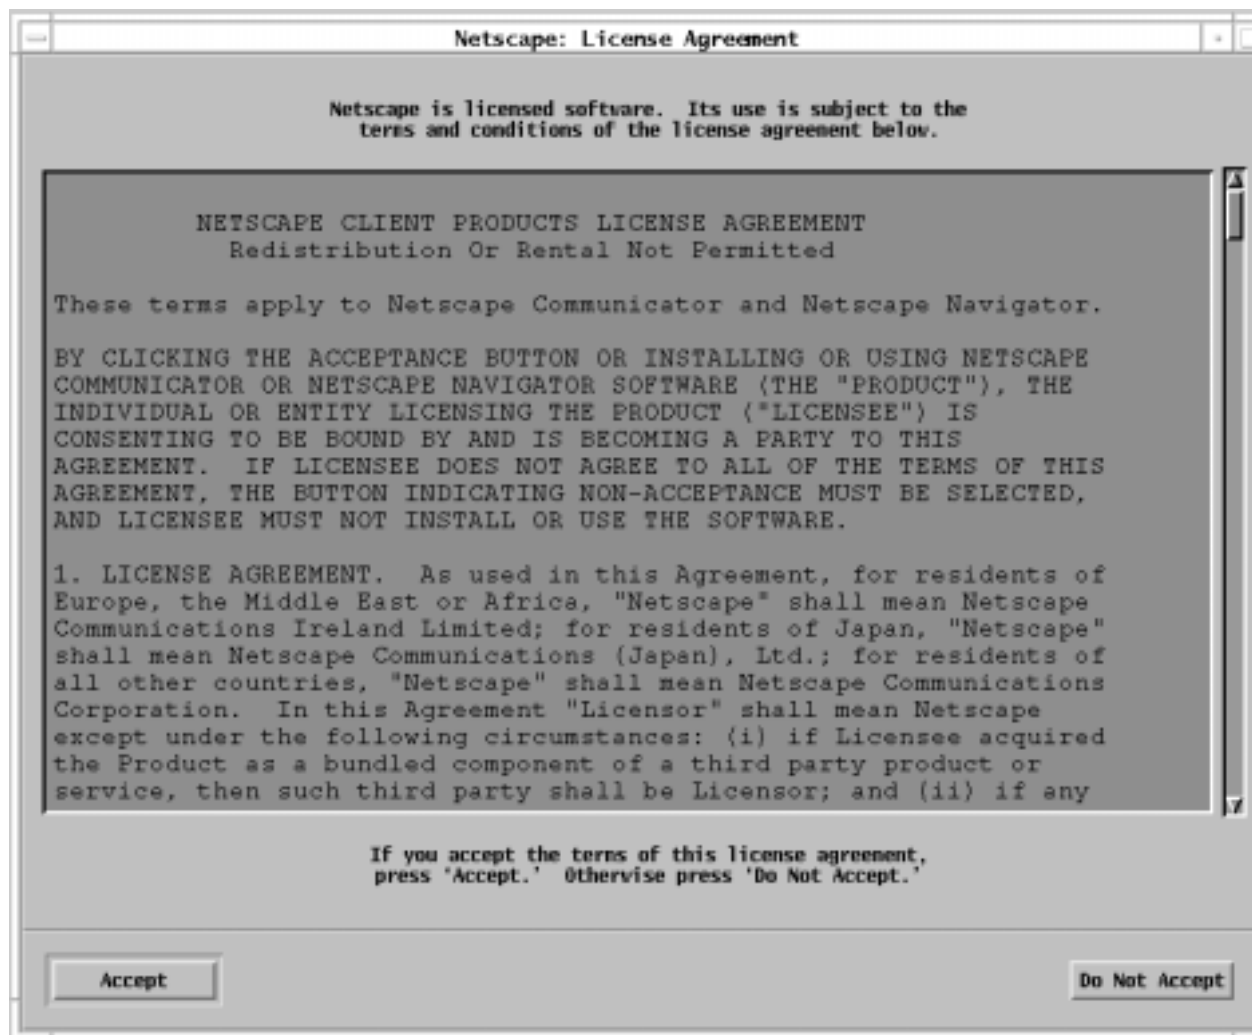 Netscape: License Agreement
Netscape is licensed software.  Its use is subject to the
terms and conditions of the license agreement below.
NETSCAPE CLIENT PRODUCTS LICENSE AGREEMENT
Redistribution Or Rental Not Permitted
These terms apply to Netscape Communicator and Netscape Navigator.
BY CLICKING THE ACCEPTANCE BUTTON OR INSTALLING OR USING NETSCAPE
COMMUNICATOR OR NETSCAPE NAVIGATOR SOFTWARE (THE "PRODUCT"), THE
INDIVIDUAL OR ENTITY LICENSING THE PRODUCT ("LICENSEE") IS
CONSENTING TO BE BOUND BY AND IS BECOMING A PARTY TO THIS
AGREEMENT.  IF LICENSEE DOES NOT AGREE TO ALL OF THE TERMS OF THIS
AGREEMENT, THE BUTTON INDICATING NON-ACCEPTANCE MUST BE SELECTED,
AND LICENSEE MUST NOT INSTALL OR USE THE SOFTWARE.
1. LICENSE AGREEMENT.  As used in this Agreement, for residents of
Europe, the Middle East or Africa, "Netscape" shall mean Netscape
Communications Ireland Limited; for residents of Japan, "Netscape"
shall mean Netscape Communications (Japan), Ltd.; for residents of
all other countries, "Netscape" shall mean Netscape Communications
Corporation.  In this Agreement "Licensor" shall mean Netscape
except under the following circumstances: (i) if Licensee acquired
the Product as a bundled component of a third party product or
service, then such third party shall be Licensor; and (ii) if any
If you accept the terms of this license agreement,
press 'Accept.'  Otherwise press 'Do Not Accept.'
Accept
Do Not Accept